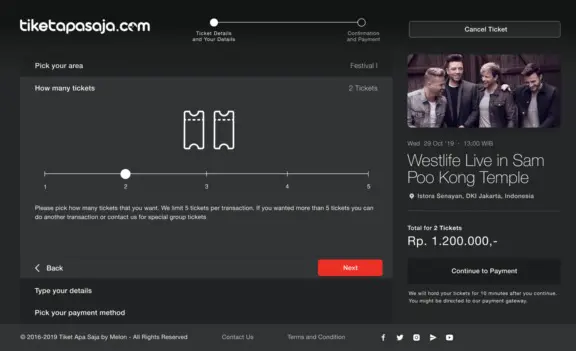 tiketapasaja.com
Ticket Details
and Your Details
Confirmation
and Payment
Cancel Ticket
Pick your area
Festival I
How many tickets
2 Tickets
1
2
3
4
5
Please pick how many tickets that you want. We limit 5 tickets per transaction. If you wanted more than 5 tickets you can
do another transaction or contact us for special group tickets
Back
Next
Type your details
Pick your payment method
Wed 28 Oct '19 - 13:00 WIB
Westlife Live in Sam
Poo Kong Temple
Istora Senayan, DKI Jakarta, Indonesia
Total for 2 Tickets
Rp. 1.200.000,-
Continue to Payment
We will hold your tickets for 15 minutes after you continue.
You might be directed to our payment gateway.
© 2016-2019 Tiket Apa Saja by Melon - All Rights Reserved
Contact Us
Terms and Condition